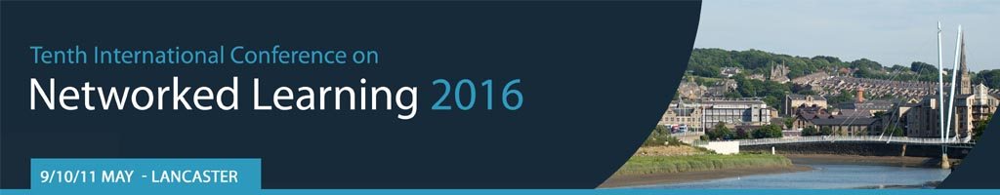 Tenth International Conference on
Networked Learning 2016
9/10/11 MAY - LANCASTER